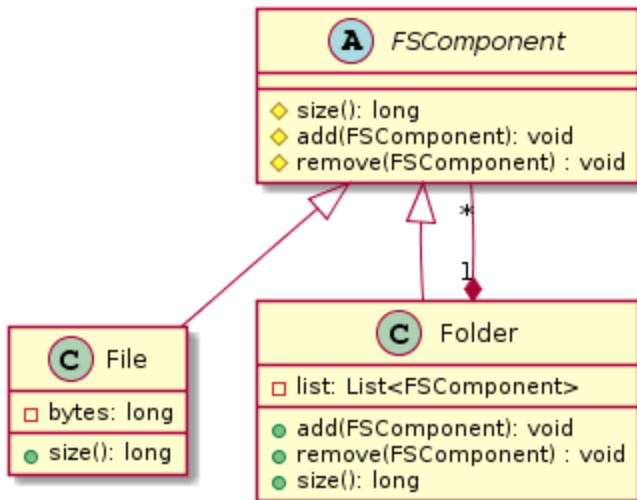 A FSComponent
size(): long
add(FSComponent): void
remove(FSComponent) : void
*
1
C File
bytes: long
size(): long
C Folder
list: List<FSComponent>
add(FSComponent): void
remove(FSComponent) : void
size(): long